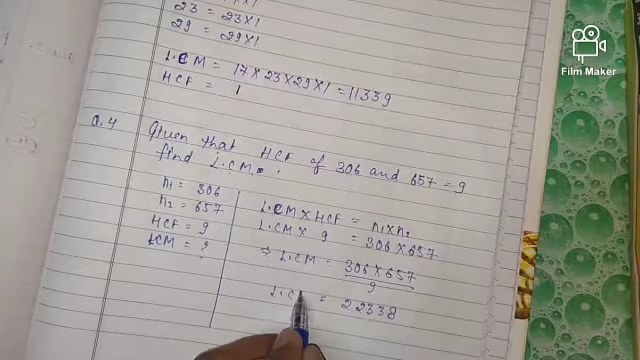 23 = 23×1
29 = 29×1
L.CM = 17×23×29×1 = 11339
HCF = 1
Film Maker
Q.4 Given that HCF of 306 and 657 = 9
find L.CM.
n₁ = 306
n₂ = 657
HCF = 9
LCM = ?
L.CM × HCF = n₁×n₂
L.CM × 9 = 306×657
⇒ L.CM = 306×657
9
L.C = 22338